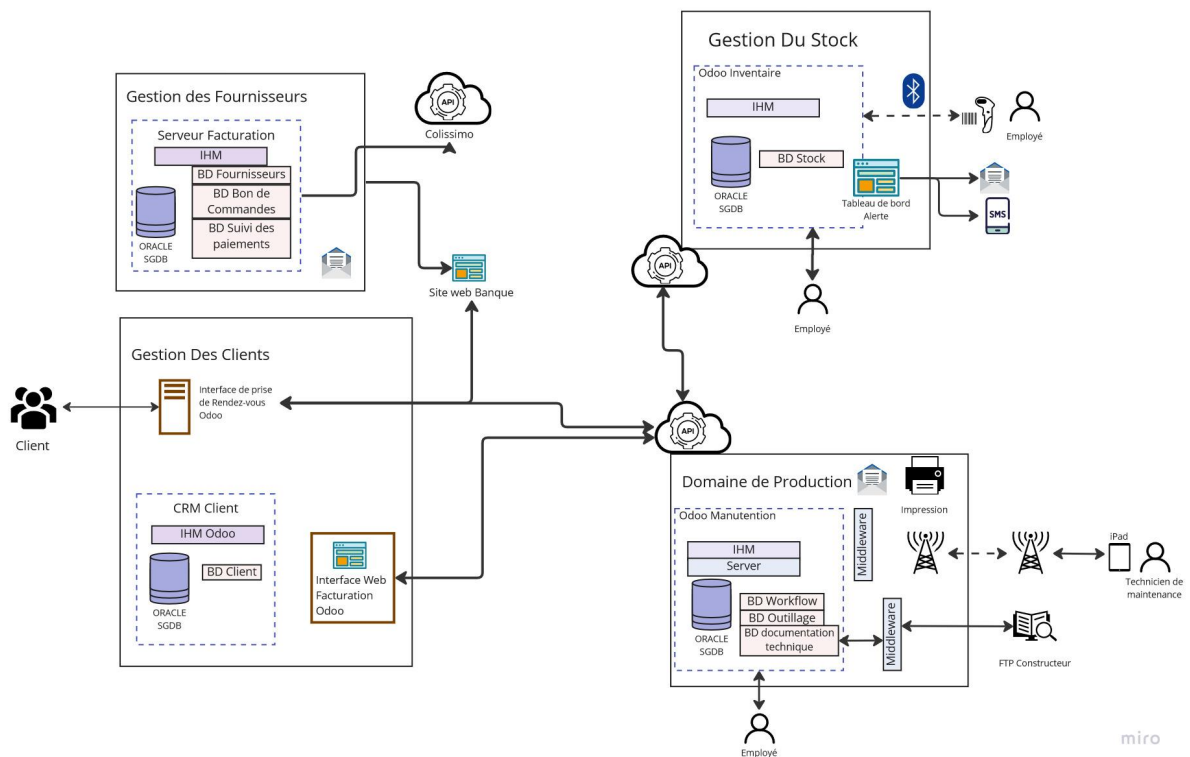 Gestion des Fournisseurs
Serveur Facturation
IHM
BD Fournisseurs
BD Bon de
Commandes
BD Suivi des
paiements
ORACLE
SGDB
API
Colissimo
Site web Banque
Gestion Du Stock
Odoo Inventaire
IHM
BD Stock
ORACLE
SGDB
Tableau de bord
Alerte
Employé
SMS
Employé
API
Gestion Des Clients
Interface de prise
de Rendez-vous
Odoo
Client
CRM Client
IHM Odoo
BD Client
ORACLE
SGDB
Interface Web
Facturation
Odoo
API
Domaine de Production
Impression
Odoo Manutention
IHM
Server
BD Workflow
BD Outillage
BD documentation
technique
ORACLE
SGDB
Middleware
Middleware
iPad
Technicien de
maintenance
FTP Constructeur
Employé
miro